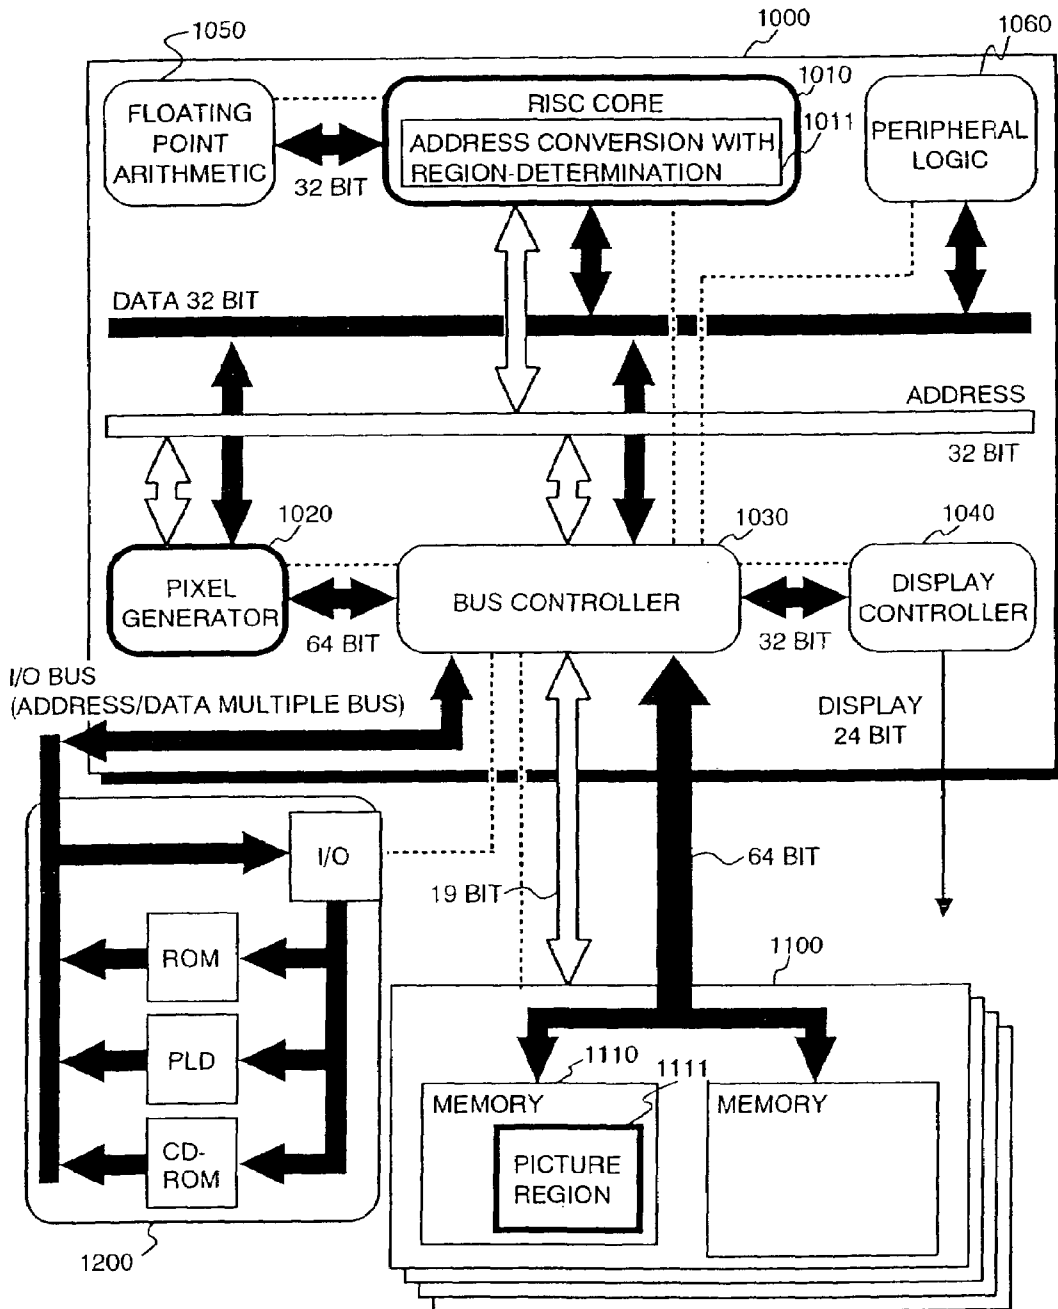 1050
1000
1060
FLOATING
POINT
ARITHMETIC
32 BIT
RISC CORE
1010
ADDRESS CONVERSION WITH
REGION-DETERMINATION
1011
PERIPHERAL
LOGIC
DATA 32 BIT
ADDRESS
32 BIT
1020
1030
1040
PIXEL
GENERATOR
64 BIT
BUS CONTROLLER
32 BIT
DISPLAY
CONTROLLER
I/O BUS
(ADDRESS/DATA MULTIPLE BUS)
DISPLAY
24 BIT
I/O
19 BIT
64 BIT
ROM
PLD
CD-
ROM
1200
1100
1110
1111
MEMORY
PICTURE
REGION
MEMORY